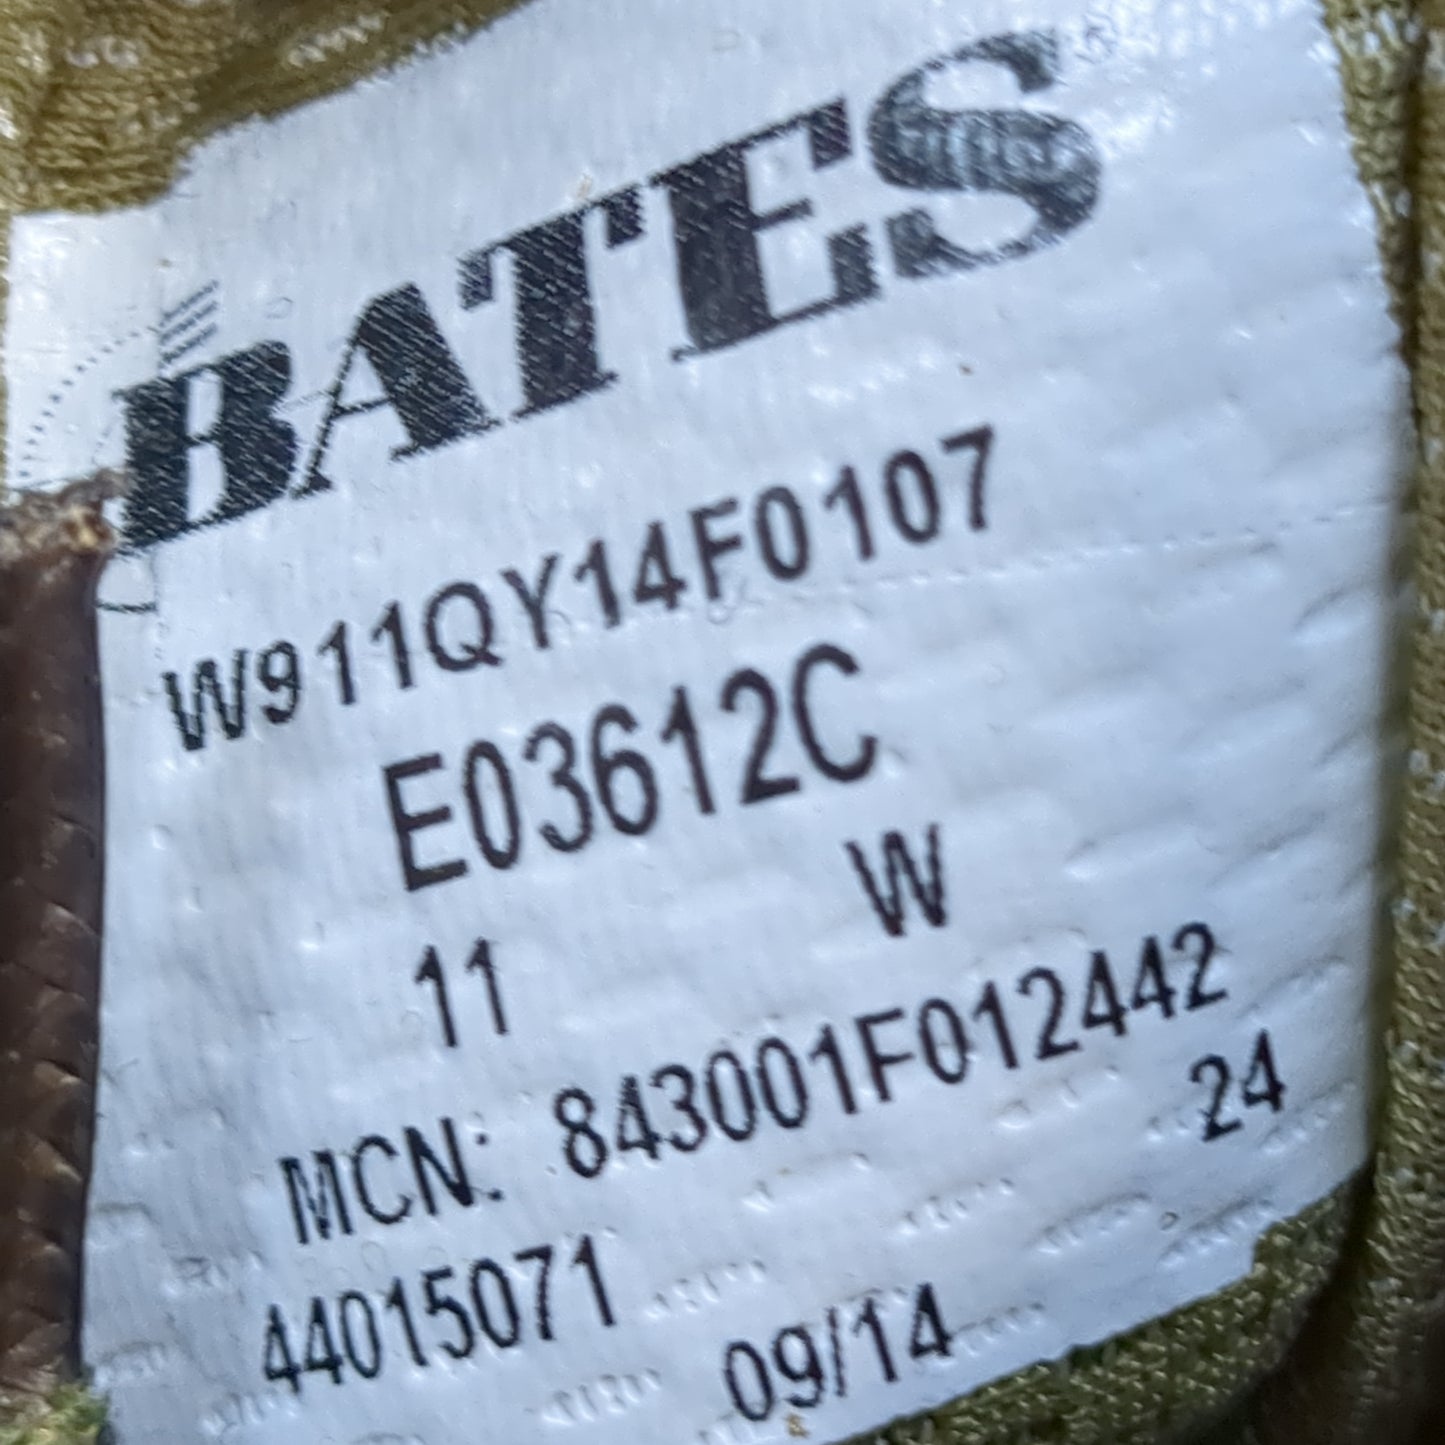 BATES
W911QY14F0107
E03612C
11 W
MCN: 843001F012442
24
44015071
09/14